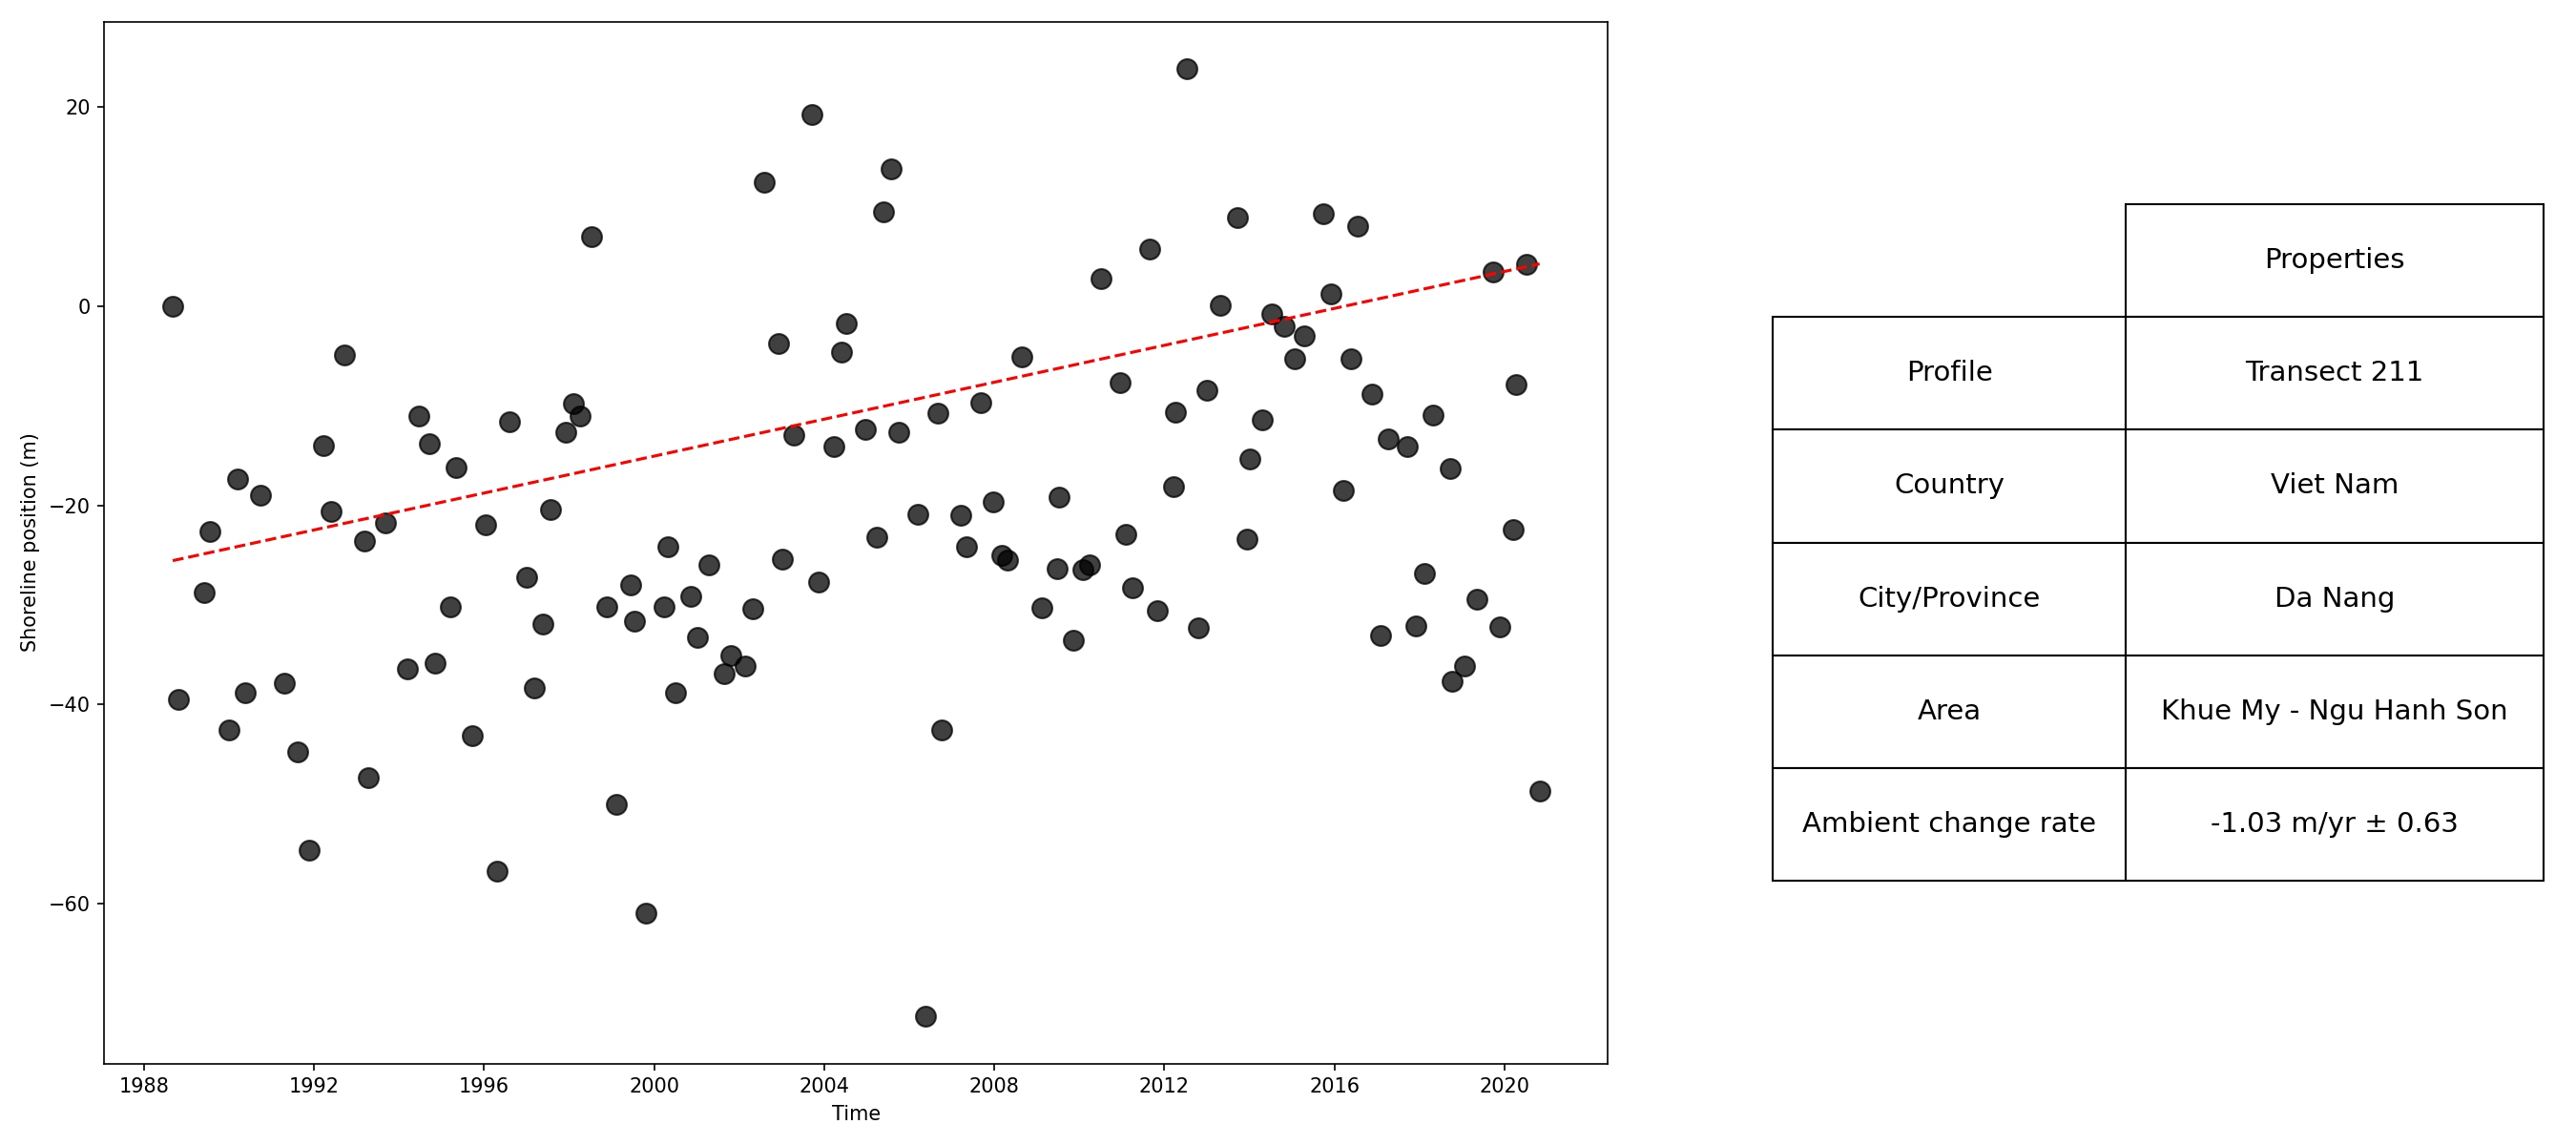 20
0
−20
−40
−60
Shoreline position (m)
1988 1992 1996 2000 2004 2008 2012 2016 2020
Time
Properties
Profile Transect 211
Country Viet Nam
City/Province Da Nang
Area Khue My - Ngu Hanh Son
Ambient change rate -1.03 m/yr ± 0.63